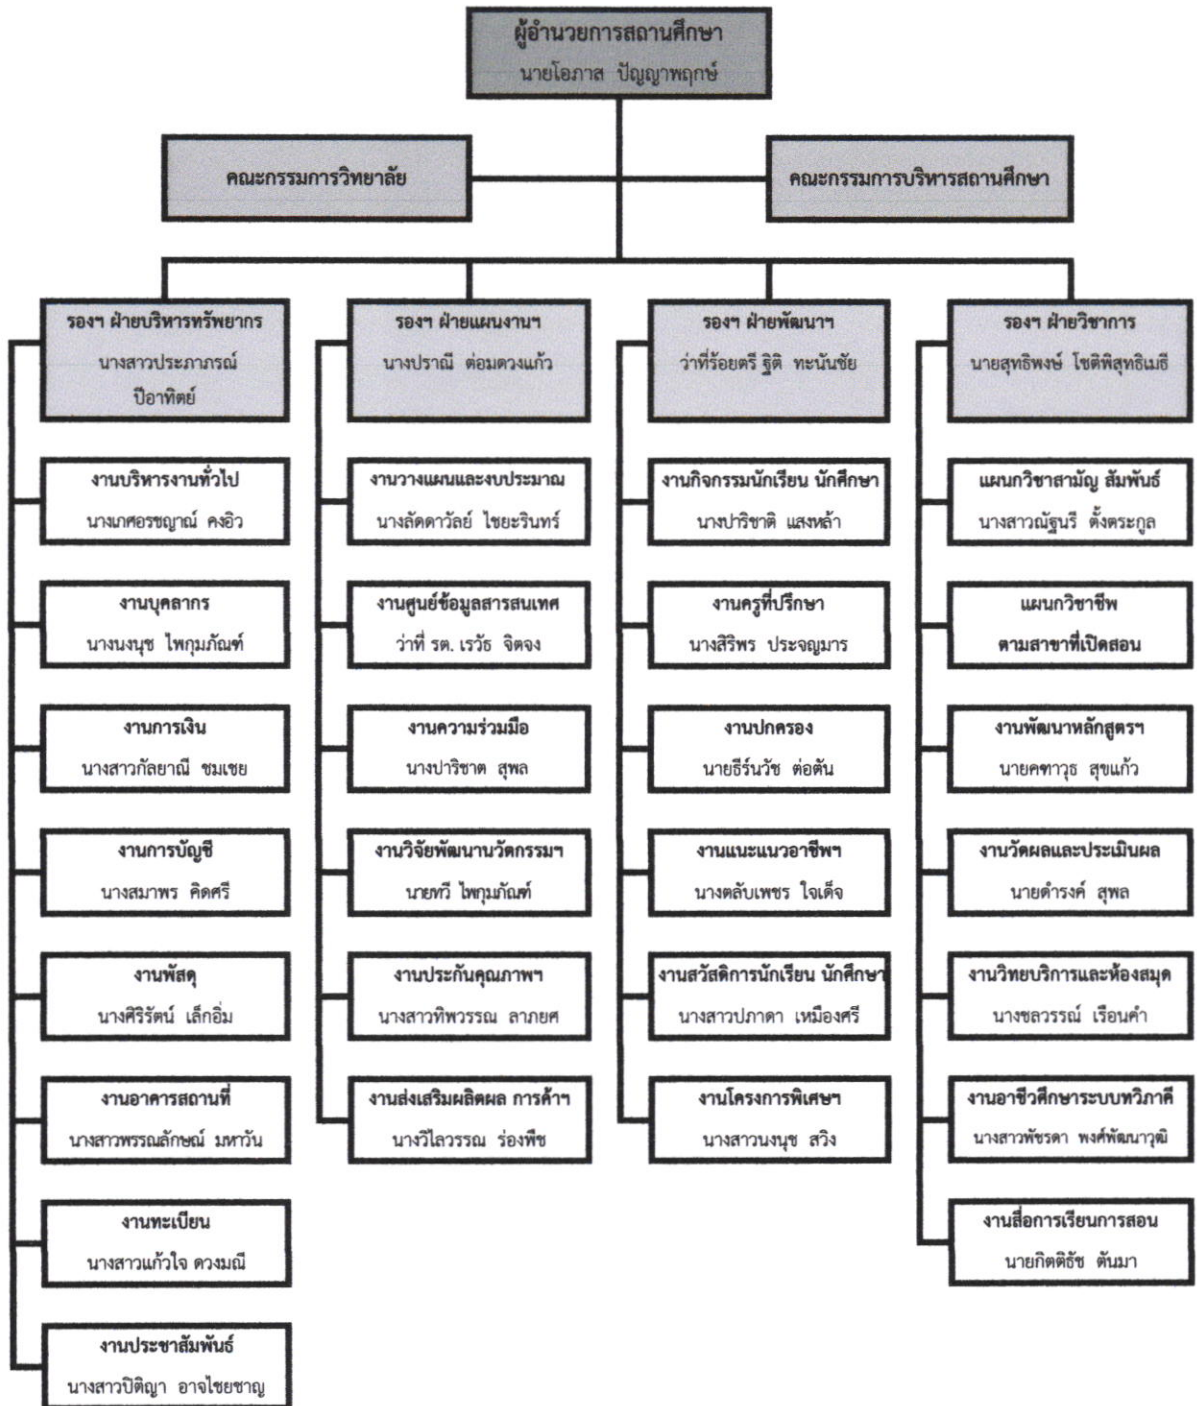 ผู้อำนวยการสถานศึกษา
นายโอภาส ปัญญาพฤกษ์
คณะกรรมการวิทยาลัย
คณะกรรมการบริหารสถานศึกษา
รองฯ ฝ่ายบริหารทรัพยากร
นางสาวประภาภรณ์
ปีอาทิตย์
งานบริหารงานทั่วไป
นางเกศอรชญาณ์ คงอิว
งานบุคลากร
นางนงนุช ไพกุมภัณฑ์
งานการเงิน
นางสาวกัลยาณี ชมเชย
งานการบัญชี
นางสมาพร คิดศรี
งานพัสดุ
นางศิริรัตน์ เล็กอิ่ม
งานอาคารสถานที่
นางสาวพรรณลักษณ์ มหาวัน
งานทะเบียน
นางสาวแก้วใจ ดวงมณี
งานประชาสัมพันธ์
นางสาวปิติญา อาจไชยชาญ
รองฯ ฝ่ายแผนงานฯ
นางปราณี ต่อมดวงแก้ว
งานวางแผนและงบประมาณ
นางลัดดาวัลย์ ไชยะรินทร์
งานศูนย์ข้อมูลสารสนเทศ
ว่าที่ รต. เรวัธ จิตจง
งานความร่วมมือ
นางปาริชาต สุพล
งานวิจัยพัฒนานวัตกรรมฯ
นายทวี ไพกุมภัณฑ์
งานประกันคุณภาพฯ
นางสาวทิพวรรณ ลาภยศ
งานส่งเสริมผลิตผล การค้าฯ
นางวิไลวรรณ ร่องพืช
รองฯ ฝ่ายพัฒนาฯ
ว่าที่ร้อยตรี ฐิติ ทะนันชัย
งานกิจกรรมนักเรียน นักศึกษา
นางปาริชาติ แสงหล้า
งานครูที่ปรึกษา
นางสิริพร ประจญมาร
งานปกครอง
นายธีร์นวัช ต่อตัน
งานแนะแนวอาชีพฯ
นางตลับเพชร ใจเด็จ
งานสวัสดิการนักเรียน นักศึกษา
นางสาวปภาดา เหมืองศรี
งานโครงการพิเศษฯ
นางสาวนงนุช สวิง
รองฯ ฝ่ายวิชาการ
นายสุทธิพงษ์ โชติพิสุทธิเมธี
แผนกวิชาสามัญ สัมพันธ์
นางสาวณัฐนรี ตั้งตระกูล
แผนกวิชาชีพ
ตามสาขาที่เปิดสอน
งานพัฒนาหลักสูตรฯ
นายคฑาวุธ สุขแก้ว
งานวัดผลและประเมินผล
นายดำรงค์ สุพล
งานวิทยบริการและห้องสมุด
นางชลวรรณ์ เรือนคำ
งานอาชีวศึกษาระบบทวิภาคี
นางสาวพัชรดา พงศ์พัฒนาวุฒิ
งานสื่อการเรียนการสอน
นายกิตติธัช ตันมา